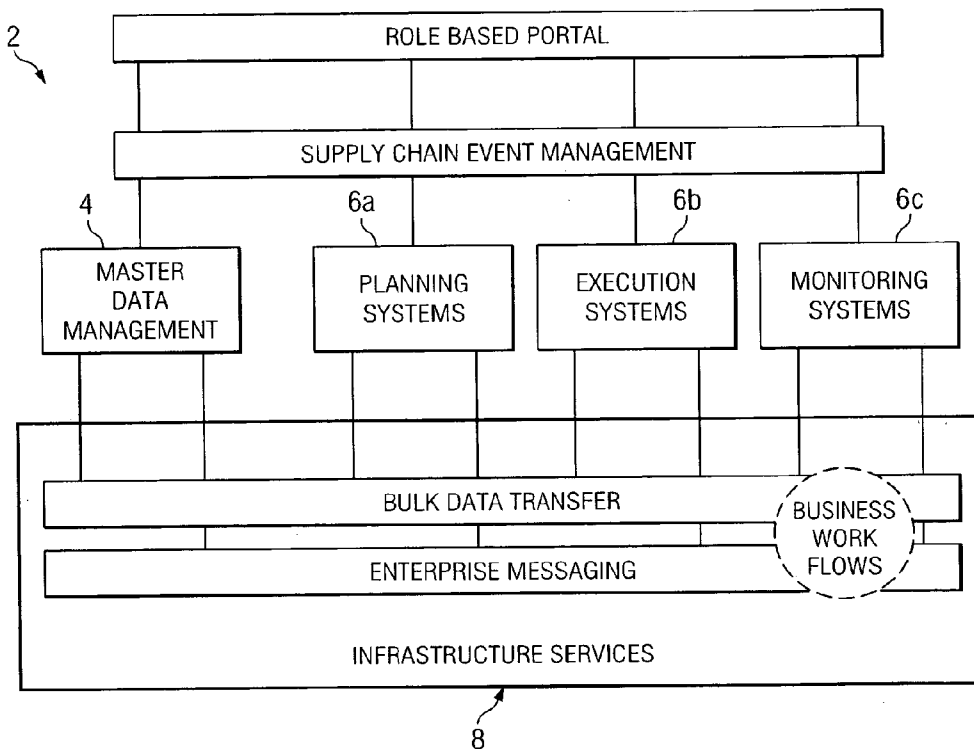 2
ROLE BASED PORTAL
SUPPLY CHAIN EVENT MANAGEMENT
4
6a
6b
6c
MASTER
DATA
MANAGEMENT
PLANNING
SYSTEMS
EXECUTION
SYSTEMS
MONITORING
SYSTEMS
BULK DATA TRANSFER
BUSINESS
WORK
FLOWS
ENTERPRISE MESSAGING
INFRASTRUCTURE SERVICES
8